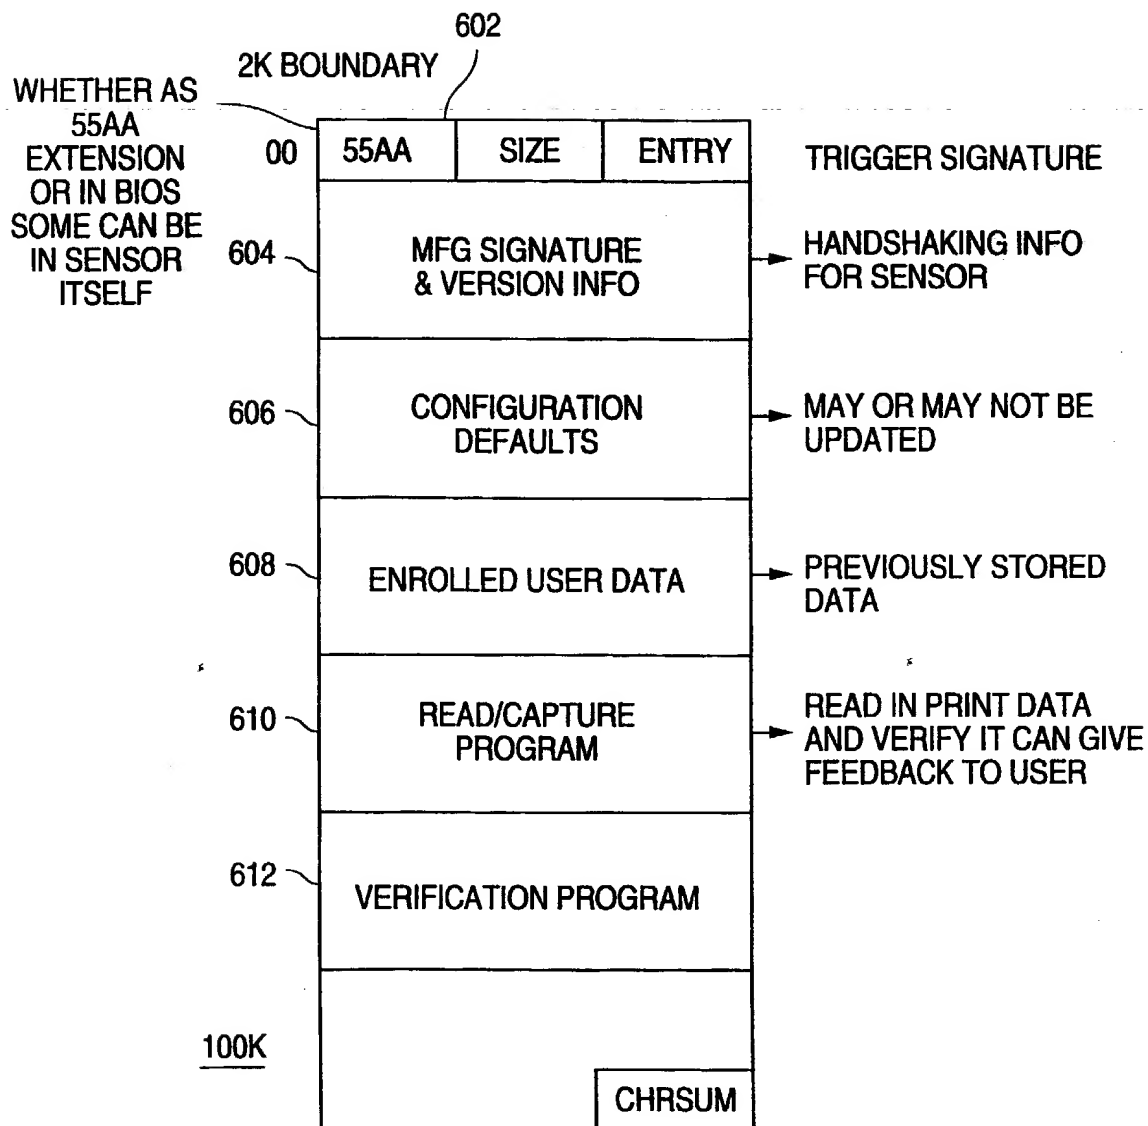 602
2K BOUNDARY
WHETHER AS
55AA
EXTENSION
OR IN BIOS
SOME CAN BE
IN SENSOR
ITSELF
00 55AA SIZE ENTRY TRIGGER SIGNATURE
604
MFG SIGNATURE
& VERSION INFO
HANDSHAKING INFO
FOR SENSOR
606
CONFIGURATION
DEFAULTS
MAY OR MAY NOT BE
UPDATED
608
ENROLLED USER DATA
PREVIOUSLY STORED
DATA
610
READ/CAPTURE
PROGRAM
READ IN PRINT DATA
AND VERIFY IT CAN GIVE
FEEDBACK TO USER
612
VERIFICATION PROGRAM
100K
CHRSUM